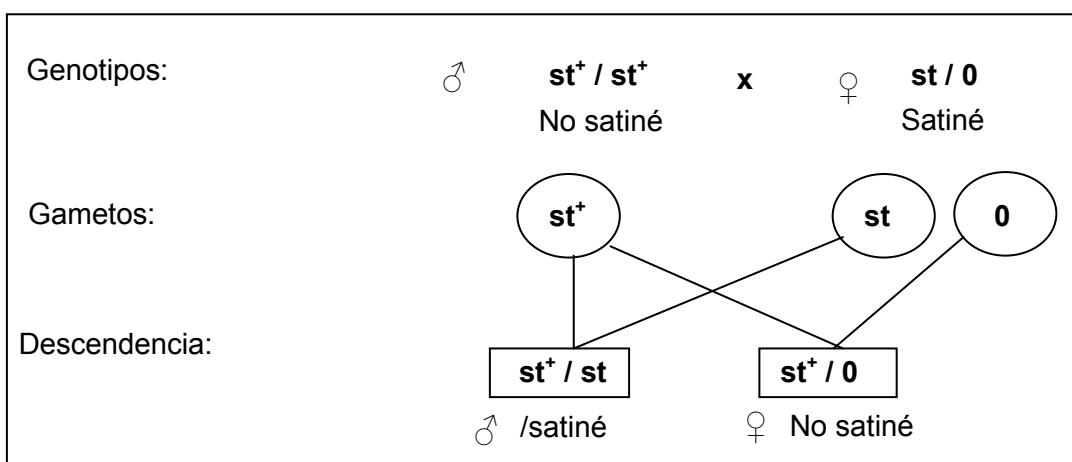 Genotipos: ♂ st⁺ / st⁺ x ♀ st / 0
No satiné Satiné
Gametos: st⁺ st 0
Descendencia:
st⁺ / st st⁺ / 0
♂ /satiné ♀ No satiné